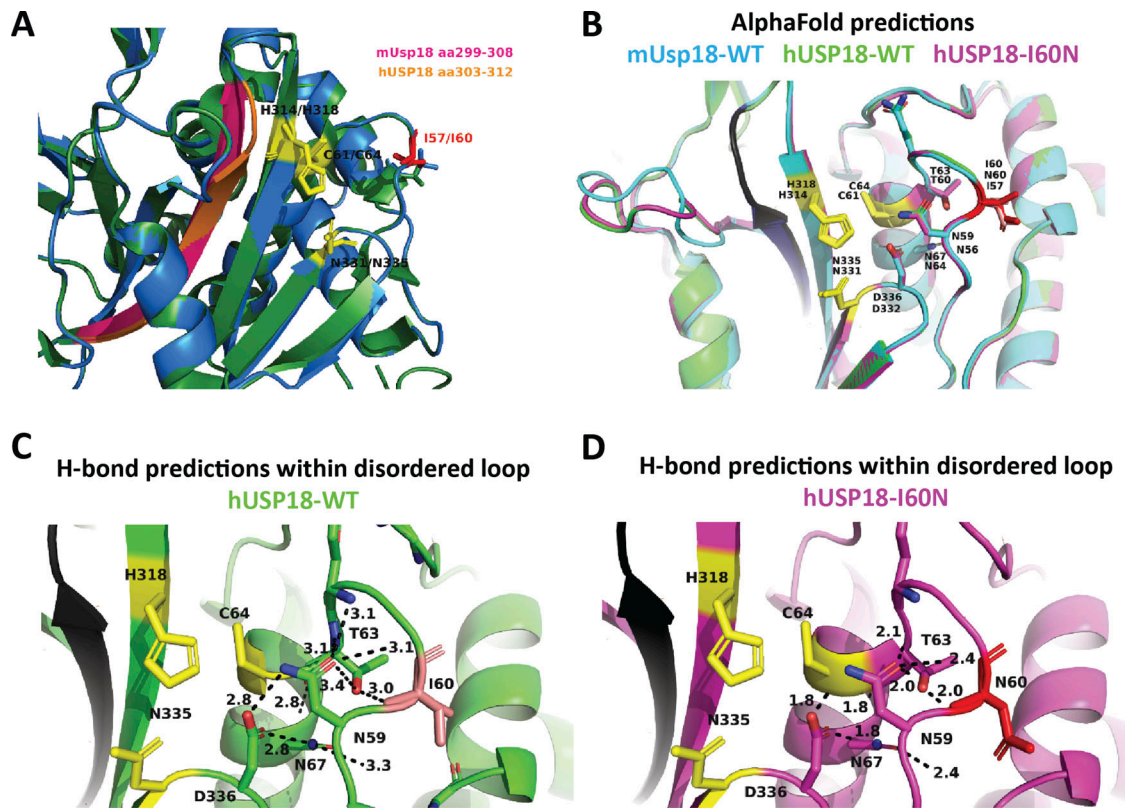 A
mUsp18 aa299-308
hUSP18 aa303-312
H314/H318
I57/I60
C61/C64
N331/N335
B
AlphaFold predictions
mUsp18-WT hUSP18-WT hUSP18-I60N
H318
H314
C64
C61
T63
T60
I60
N60
I57
N59
N56
N67
N64
N335
N331
D336
D332
C
H-bond predictions within disordered loop
hUSP18-WT
H318
C64
3.1
T63
3.1
3.1
3.4
3.0
I60
2.8
2.8
N335
N59
2.8
N67
3.3
D336
D
H-bond predictions within disordered loop
hUSP18-I60N
H318
C64
2.1
T63
2.4
2.0
2.0
N60
1.8
1.8
N335
1.8
N59
N67
2.4
D336